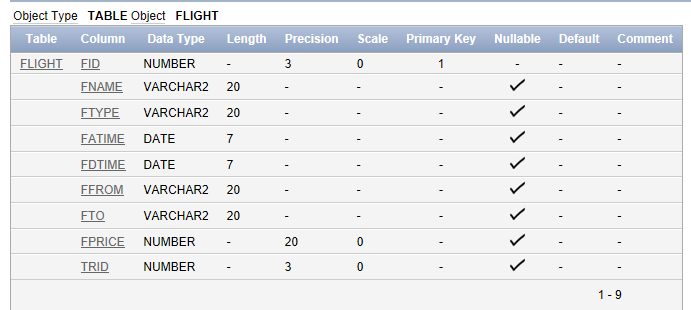 Object Type TABLE Object FLIGHT
Table Column Data Type Length Precision Scale Primary Key Nullable Default Comment
FLIGHT FID NUMBER - 3 0 1 - - -
FNAME VARCHAR2 20 - - - ✓ - -
FTYPE VARCHAR2 20 - - - ✓ - -
FATIME DATE 7 - - - ✓ - -
FDTIME DATE 7 - - - ✓ - -
FFROM VARCHAR2 20 - - - ✓ - -
FTO VARCHAR2 20 - - - ✓ - -
FPRICE NUMBER - 20 0 - ✓ - -
TRID NUMBER - 3 0 - ✓ - -
1 - 9